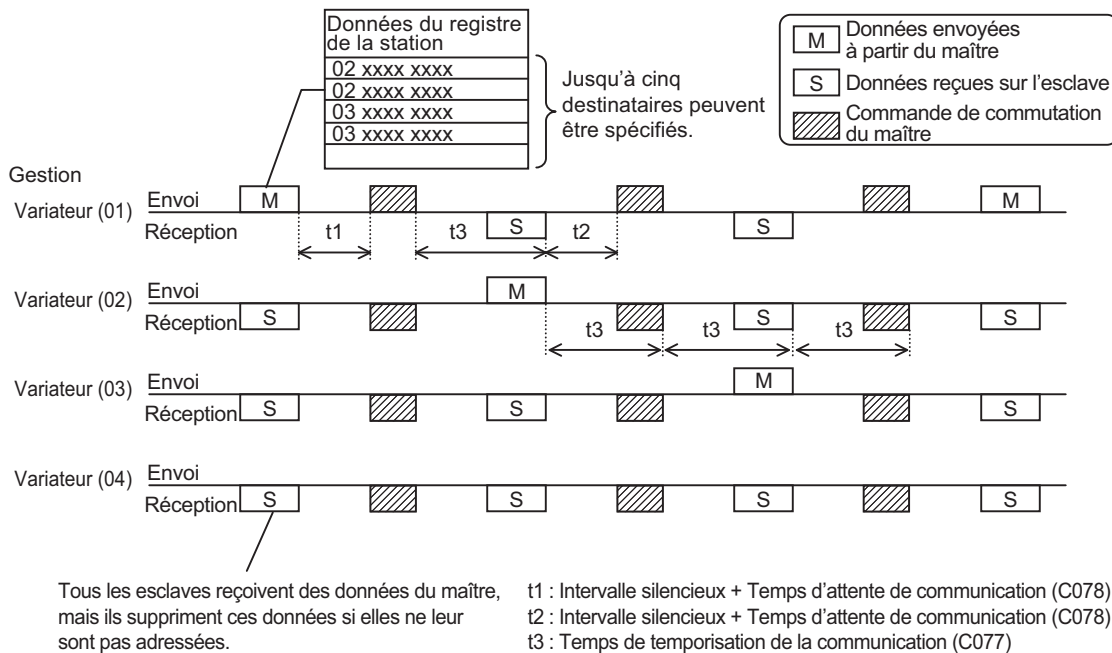 Données du registre
de la station
02 xxxx xxxx
02 xxxx xxxx
03 xxxx xxxx
03 xxxx xxxx
Jusqu'à cinq
destinataires peuvent
être spécifiés.
M Données envoyées
à partir du maître
S Données reçues sur l'esclave
Commande de commutation
du maître
Gestion
Variateur (01)
Envoi
M M
Réception
S S
t1 t3 t2
Variateur (02)
Envoi
M
Réception
S S S
t3 t3 t3
Variateur (03)
Envoi
M
Réception
S S S
Variateur (04)
Envoi
Réception
S S S S
Tous les esclaves reçoivent des données du maître,
mais ils suppriment ces données si elles ne leur
sont pas adressées.
t1 : Intervalle silencieux + Temps d'attente de communication (C078)
t2 : Intervalle silencieux + Temps d'attente de communication (C078)
t3 : Temps de temporisation de la communication (C077)